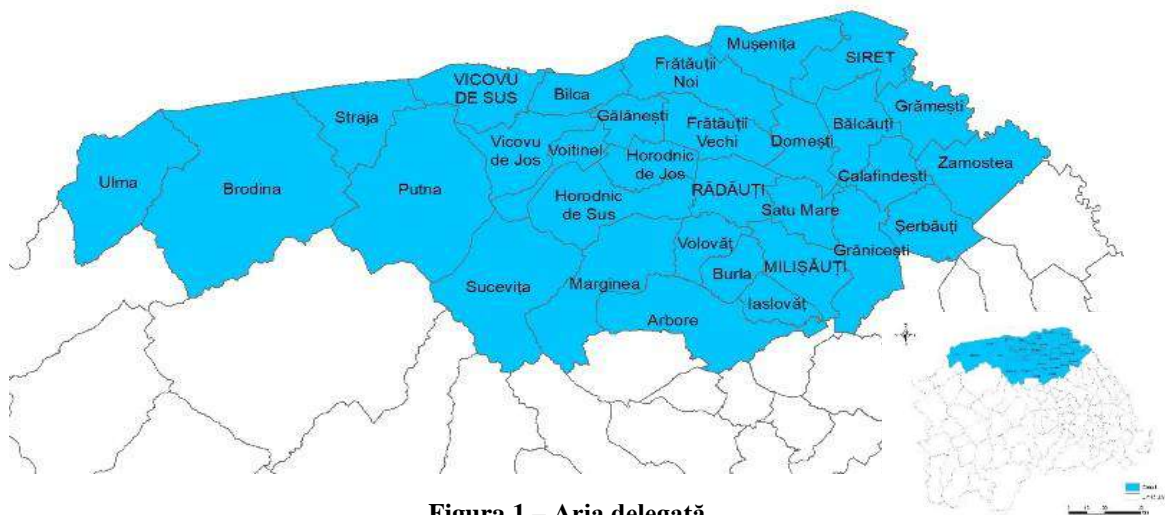 Mușenița
SIRET
Frătăuții
Noi
VICOVU
DE SUS
Bilca
Grămești
Straja
Gălănești
Frătăuții
Vechi
Bălcăuți
Vicovu
de Jos
Voitinel
Dornești
Horodnic
de Jos
Zamostea
Ulma
Brodina
Putna
Calafindești
RĂDĂUȚI
Horodnic
de Sus
Satu Mare
Șerbăuți
Volovăț
Grănicești
Burla
MILIȘĂUȚI
Sucevița
Marginea
Iaslovăț
Arbore
Figura 1 – Aria delegată